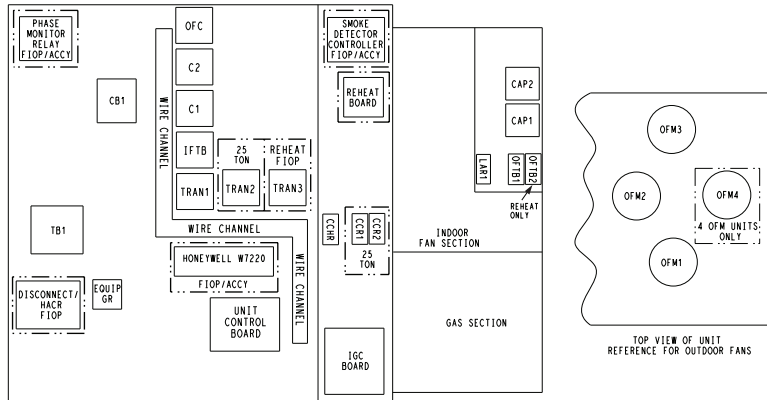 PHASE
MONITOR
RELAY
FIOP/ACCY
CB1
TB1
DISCONNECT/
HACR
FIOP
EQUIP
GR
WIRE CHANNEL
OFC
C2
C1
IFTB
TRAN1
25
TON
TRAN2
REHEAT
FIOP
TRAN3
WIRE CHANNEL
HONEYWELL W7220
FIOP/ACCY
WIRE CHANNEL
UNIT
CONTROL
BOARD
SMOKE
DETECTOR
CONTROLLER
FIOP/ACCY
REHEAT
BOARD
CCHR
CCR1
CCR2
25
TON
IGC
BOARD
CAP2
CAP1
LAR1
OFTB1
OFTB2
REHEAT
ONLY
INDOOR
FAN SECTION
GAS SECTION
OFM3
OFM2
OFM4
4 OFM UNITS
ONLY
OFM1
TOP VIEW OF UNIT
REFERENCE FOR OUTDOOR FANS